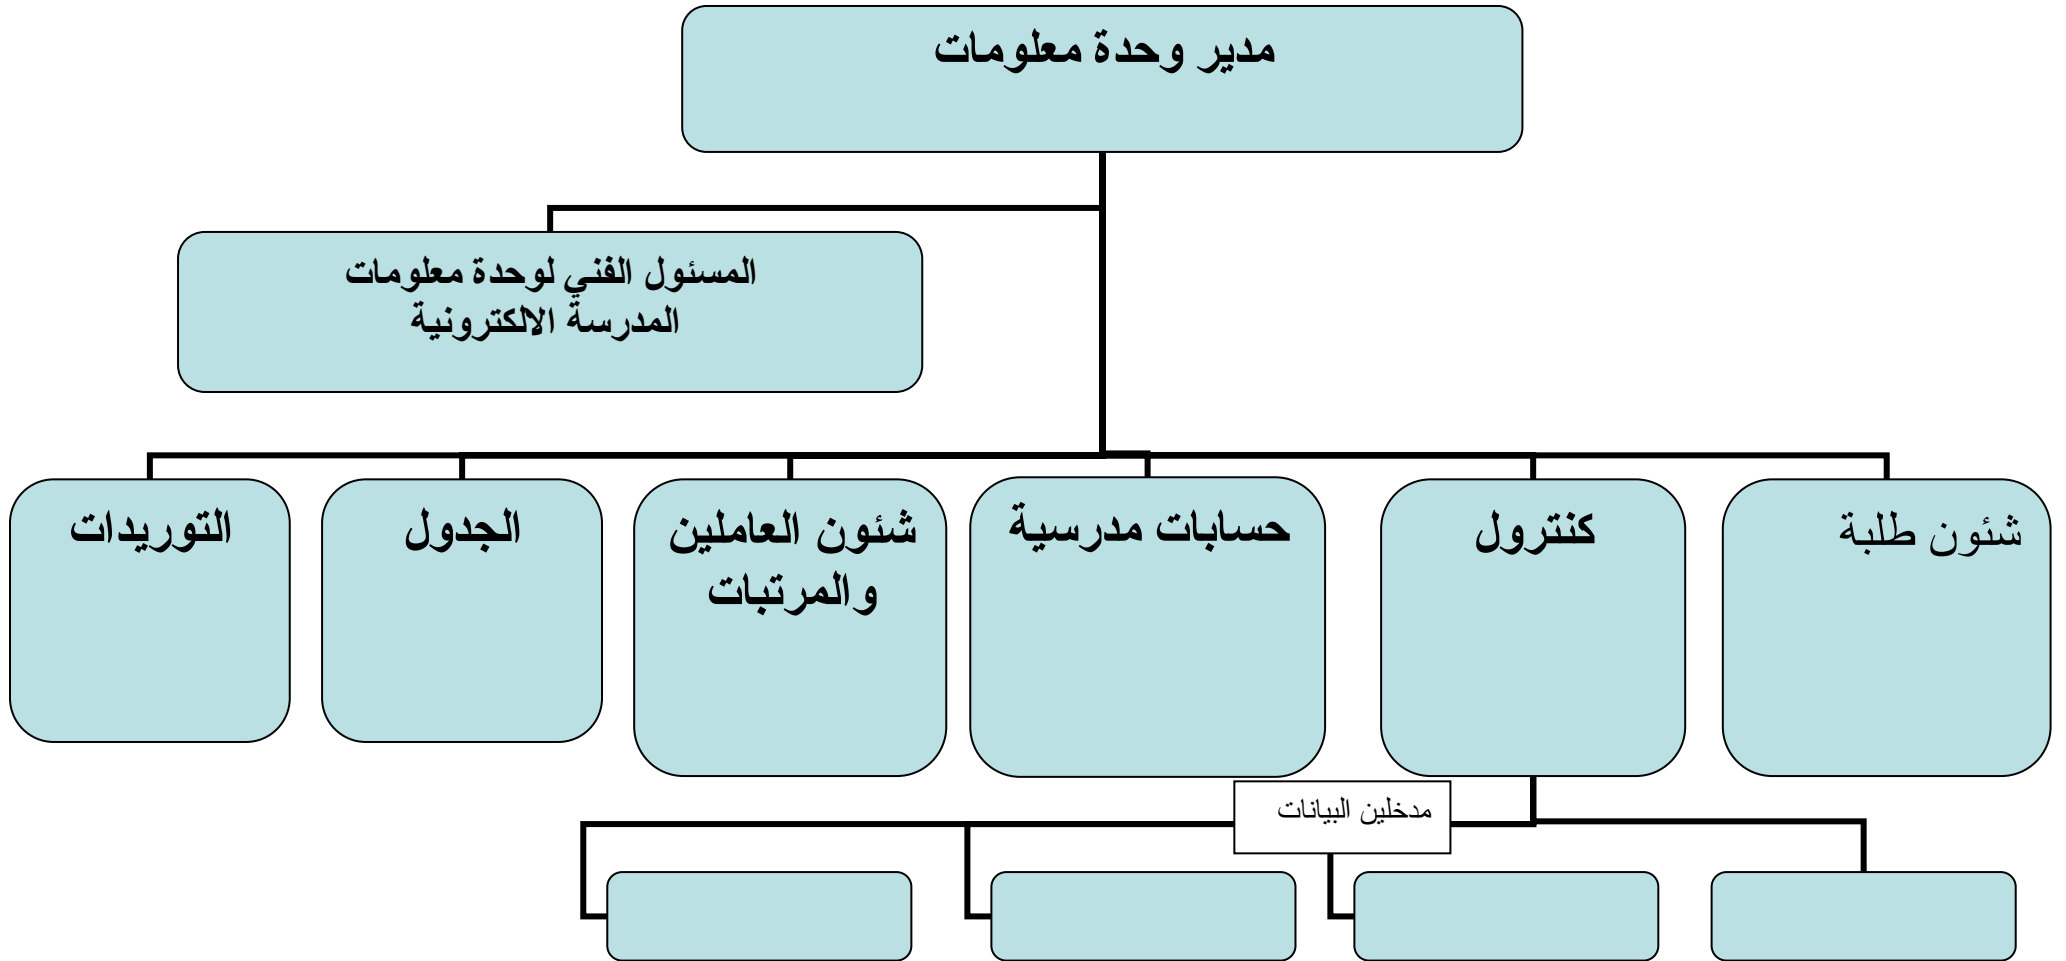 مدير وحدة معلومات
المسئول الفني لوحدة معلومات
المدرسة الالكترونية
شئون طلبة
كنترول
حسابات مدرسية
شئون العاملين
والمرتبات
الجدول
التوريدات
مدخلين البيانات